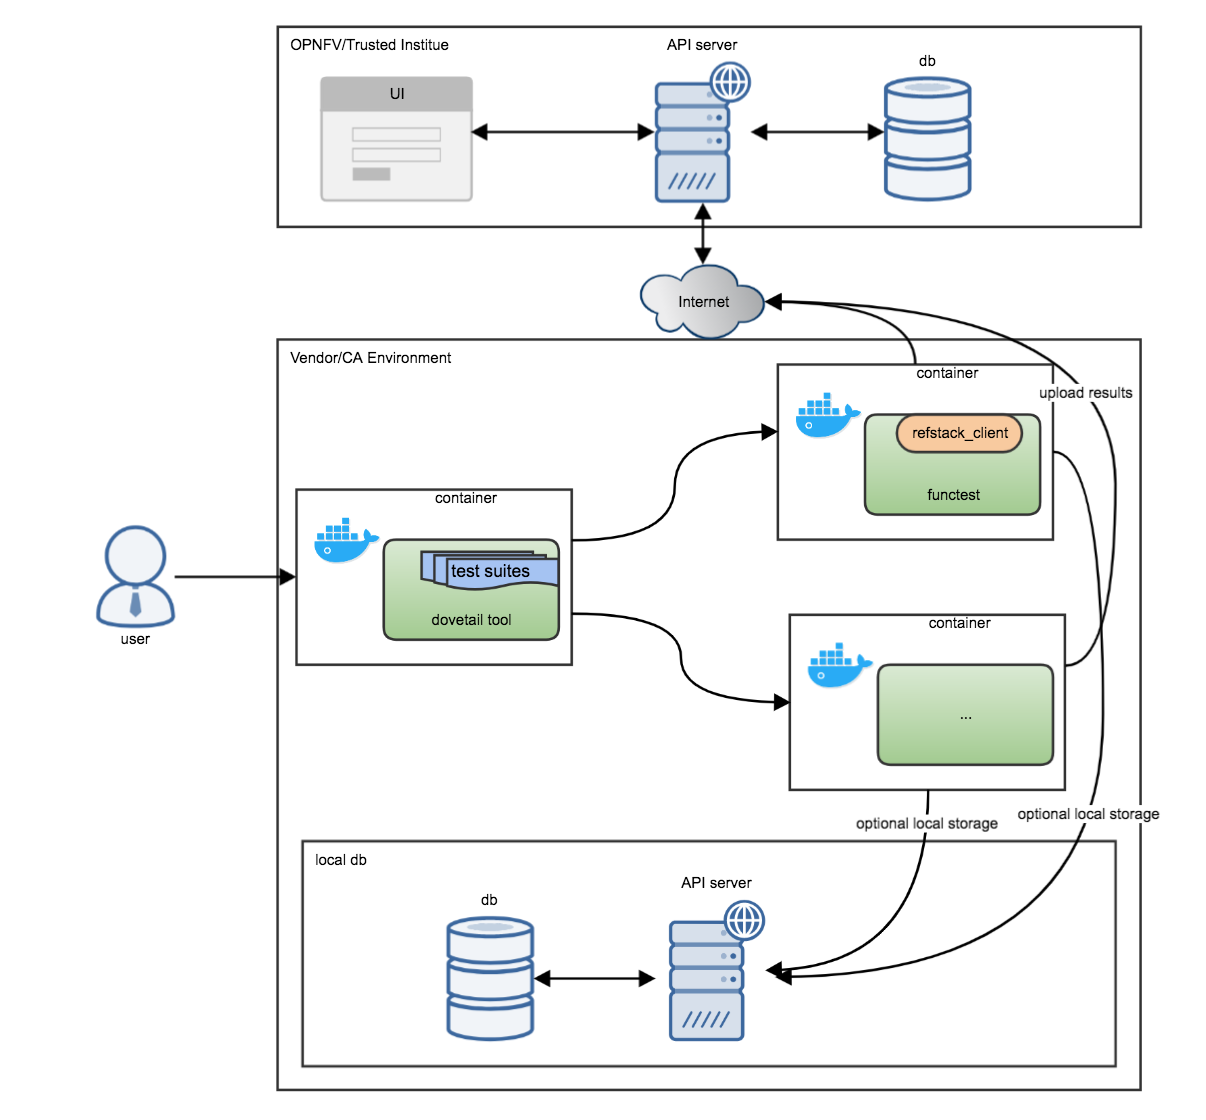 OPNFV/Trusted Institue
API server
db
UI
Internet
Vendor/CA Environment
container
upload results
refstack_client
functest
container
test suites
dovetail tool
user
container
...
optional local storage
optional local storage
local db
API server
db